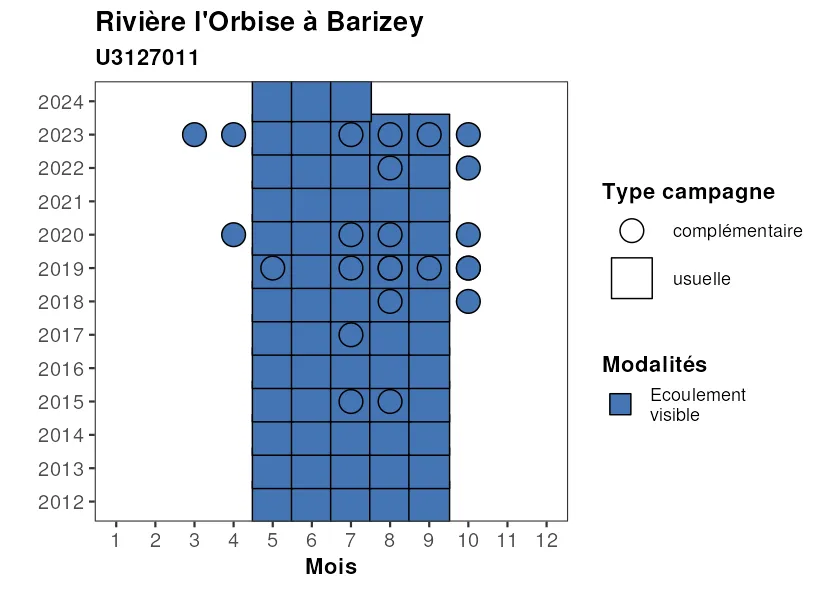 Rivière l'Orbise à Barizey
U3127011
2024
2023
2022
2021
2020
2019
2018
2017
2016
2015
2014
2013
2012
1 2 3 4 5 6 7 8 9 10 11 12
Mois
Type campagne
complémentaire
usuelle
Modalités
Ecoulement
visible